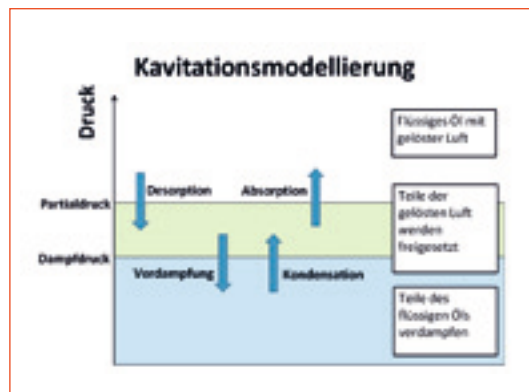 Kavitationsmodellierung
Druck
Flüssiges Öl mit
gelöster Luft
Desorption
Absorption
Partialdruck
Teile der
gelösten Luft
werden
freigesetzt
Dampfdruck
Verdampfung
Kondensation
Teile des
flüssigen Öls
verdampfen